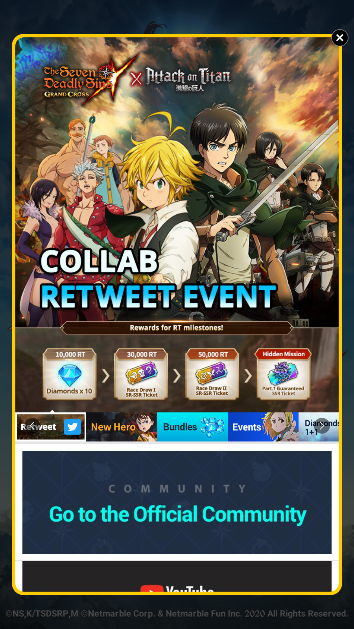 The Seven
Deadly Sins
GRAND CROSS
×
Attack on Titan
進撃の巨人
COLLAB
RETWEET EVENT
Rewards for RT milestones!
10,000 RT
30,000 RT
50,000 RT
Hidden Mission
Diamonds x 10
Race Draw I
SR-SSR Ticket
Race Draw II
SR-SSR Ticket
Part.1 Guaranteed
SSR Ticket
Retweet
New Hero
Bundles
Events
Diamonds
1+1
COMMUNITY
Go to the Official Community
YouTube
©NS,K/TSDSRP,M ©Netmarble Corp. & Netmarble Fun Inc. 2020 All Rights Reserved.